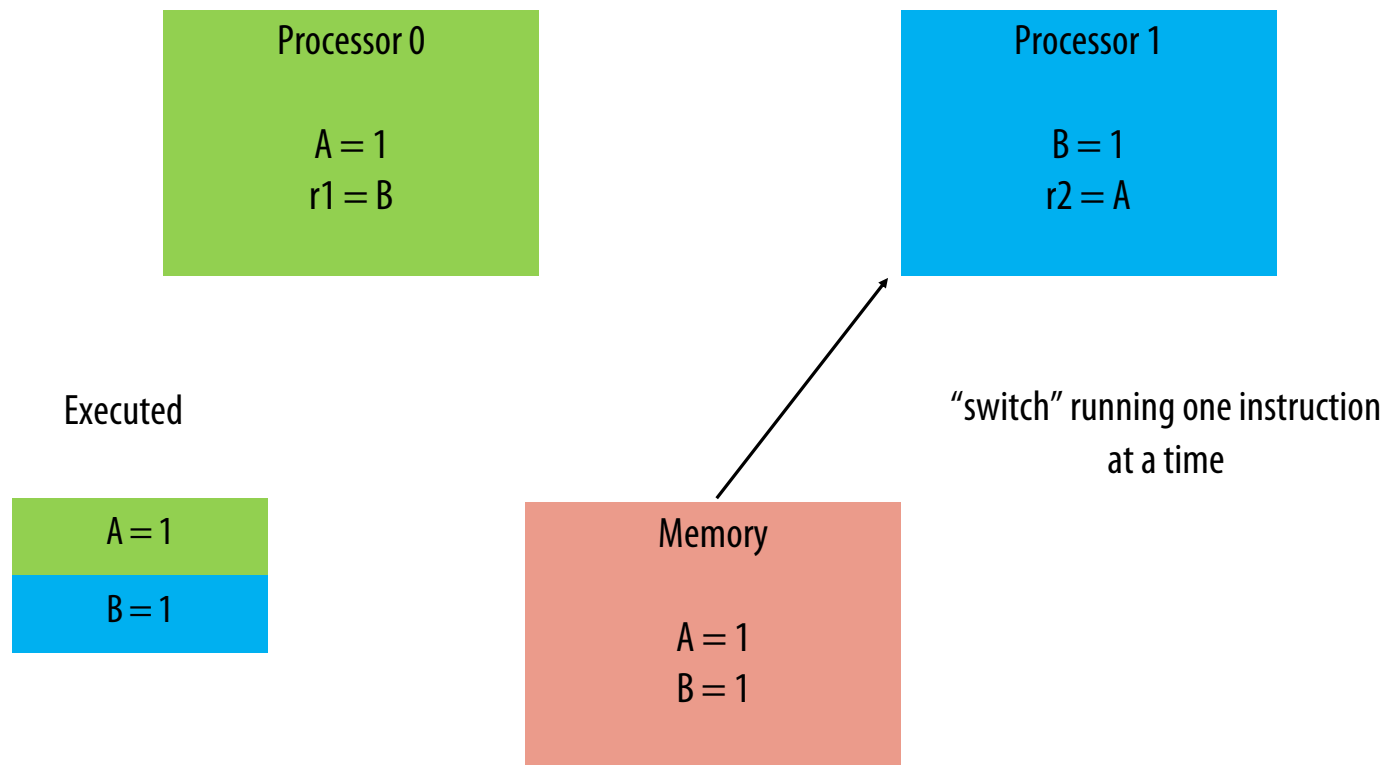 Processor 0
A = 1
r1 = B
Processor 1
B = 1
r2 = A
Executed
A = 1
B = 1
“switch” running one instruction
at a time
Memory
A = 1
B = 1